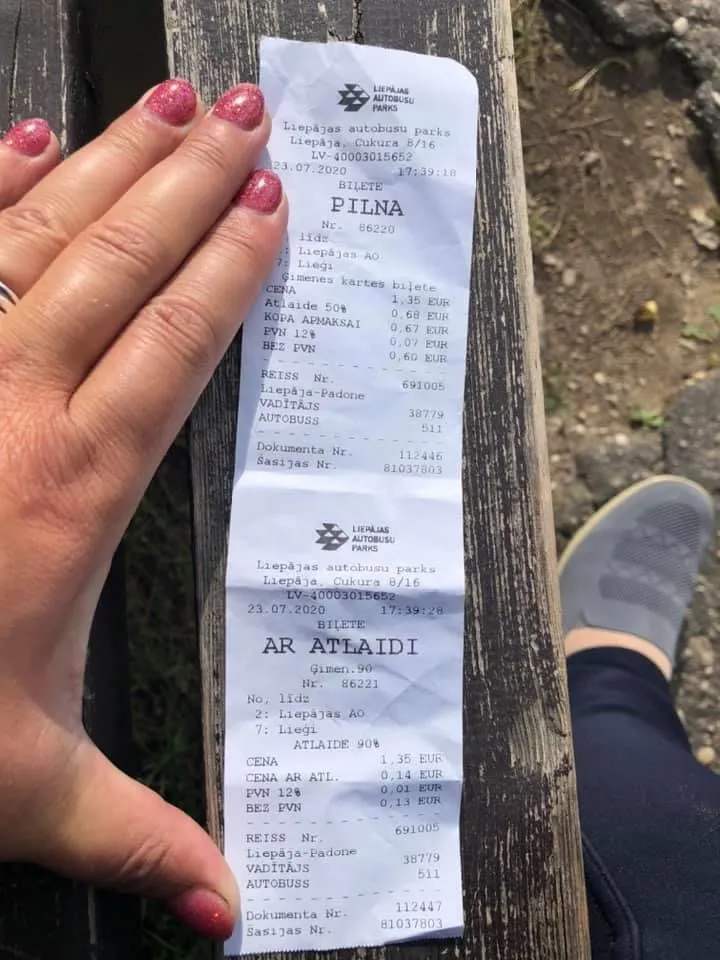 LIEPĀJAS
AUTOBUSU
PARKS
Liepājas autobusu parks
Liepāja, Cukura 8/16
LV-40003015652
23.07.2020 17:39:18
BIĻETE
PILNA
Nr. 86220
līdz
: Liepājas AO
7: Lieģi
Ģimenes kartes biļete
CENA 1,35 EUR
Atlaide 50% 0,68 EUR
KOPĀ APMAKSAI 0,67 EUR
PVN 12% 0,07 EUR
BEZ PVN 0,60 EUR
REISS Nr. 691005
Liepāja-Padone
VADĪTĀJS 38779
AUTOBUSS 511
Dokumenta Nr. 112446
Šasijas Nr. 81037803
LIEPĀJAS
AUTOBUSU
PARKS
Liepājas autobusu parks
Liepāja, Cukura 8/16
LV-40003015652
23.07.2020 17:39:28
BIĻETE
AR ATLAIDI
Ģimen.90
Nr. 86221
No, līdz
2: Liepājas AO
7: Lieģi
ATLAIDE 90%
CENA 1,35 EUR
CENA AR ATL. 0,14 EUR
PVN 12% 0,01 EUR
BEZ PVN 0,13 EUR
REISS Nr. 691005
Liepāja-Padone
VADĪTĀJS 38779
AUTOBUSS 511
Dokumenta Nr. 112447
Šasijas Nr. 81037803